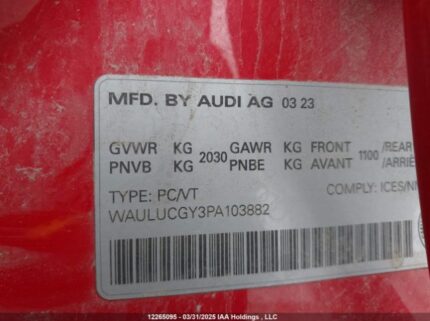 MFD. BY AUDI AG 03 23
GVWR KG 2030 GAWR KG FRONT 1100 /REAR
PNVB KG PNBE KG AVANT /ARRIÈ
TYPE: PC/VT COMPLY: ICES/N
WAULUCGY3PA103882
12265095 - 03/31/2025 IAA Holdings , LLC